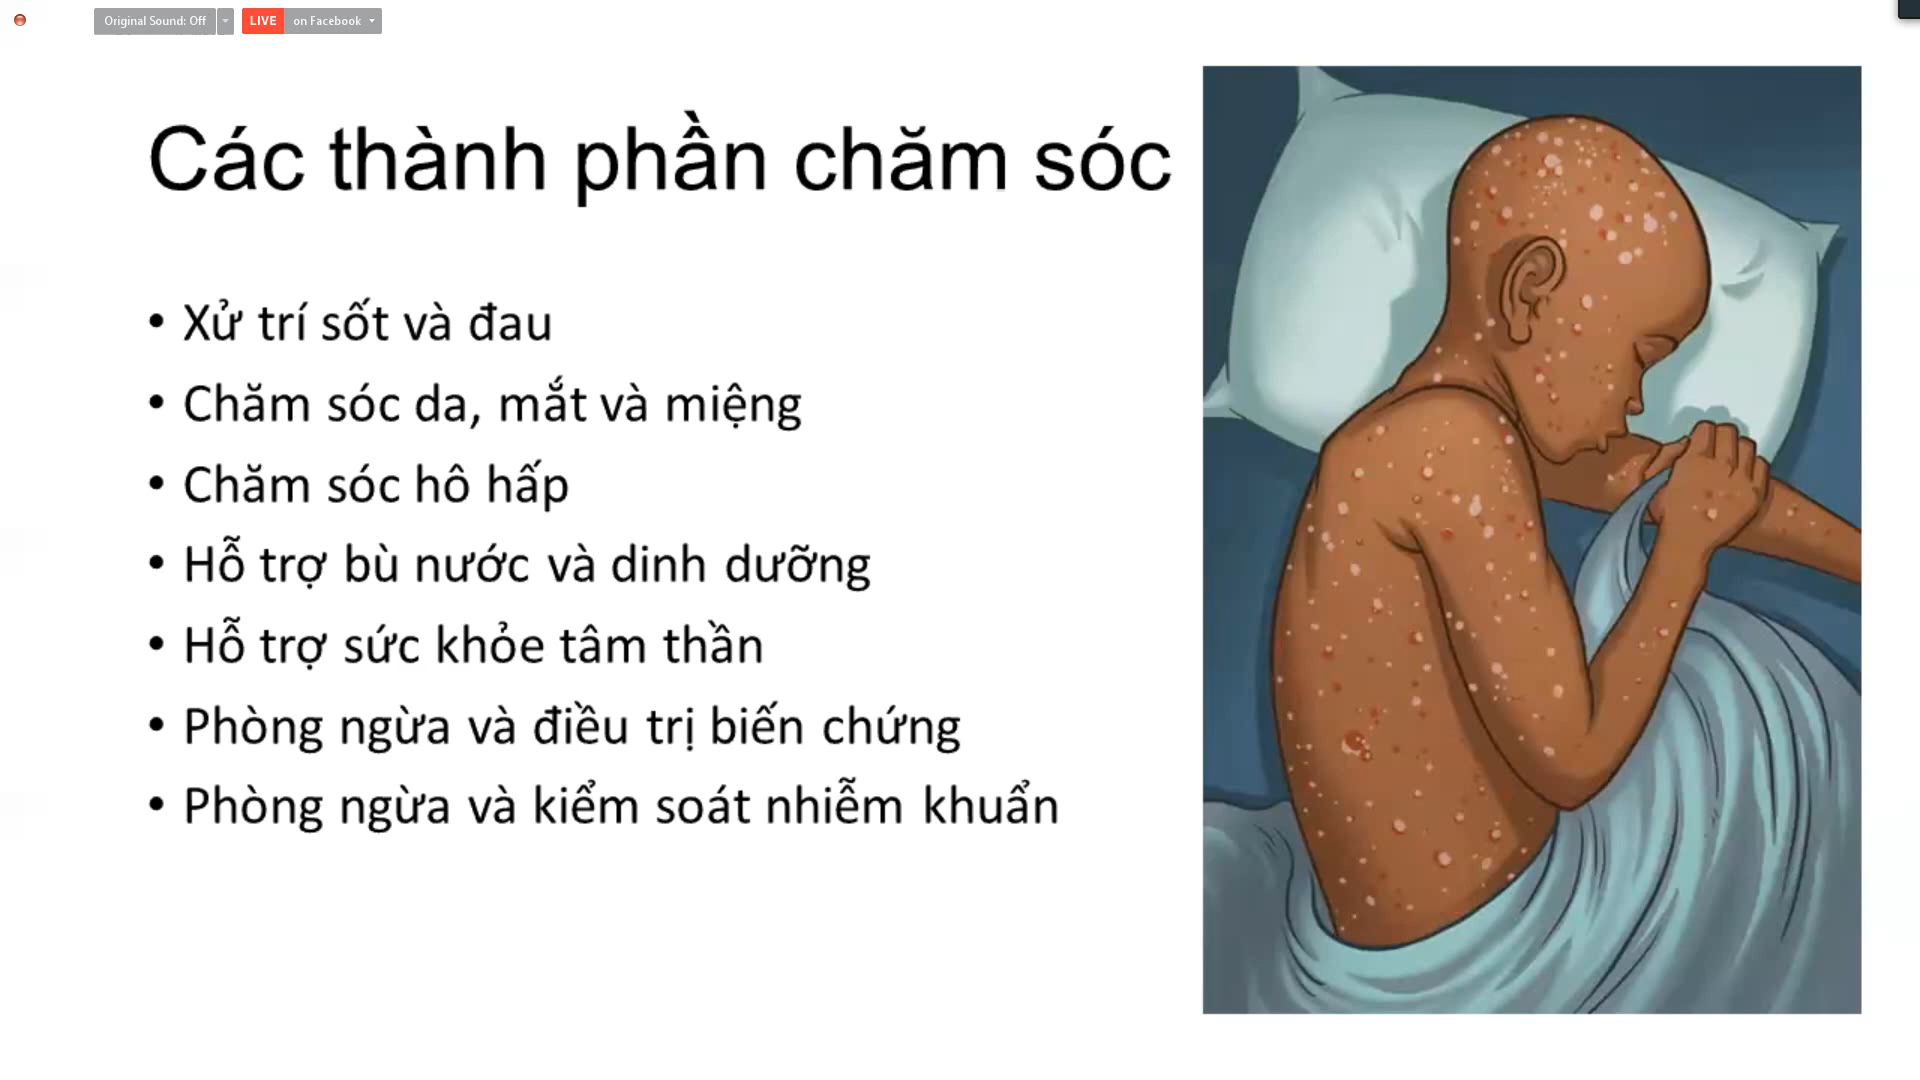 Original Sound: Off
LIVE on Facebook
Các thành phần chăm sóc
• Xử trí sốt và đau
• Chăm sóc da, mắt và miệng
• Chăm sóc hô hấp
• Hỗ trợ bù nước và dinh dưỡng
• Hỗ trợ sức khỏe tâm thần
• Phòng ngừa và điều trị biến chứng
• Phòng ngừa và kiểm soát nhiễm khuẩn